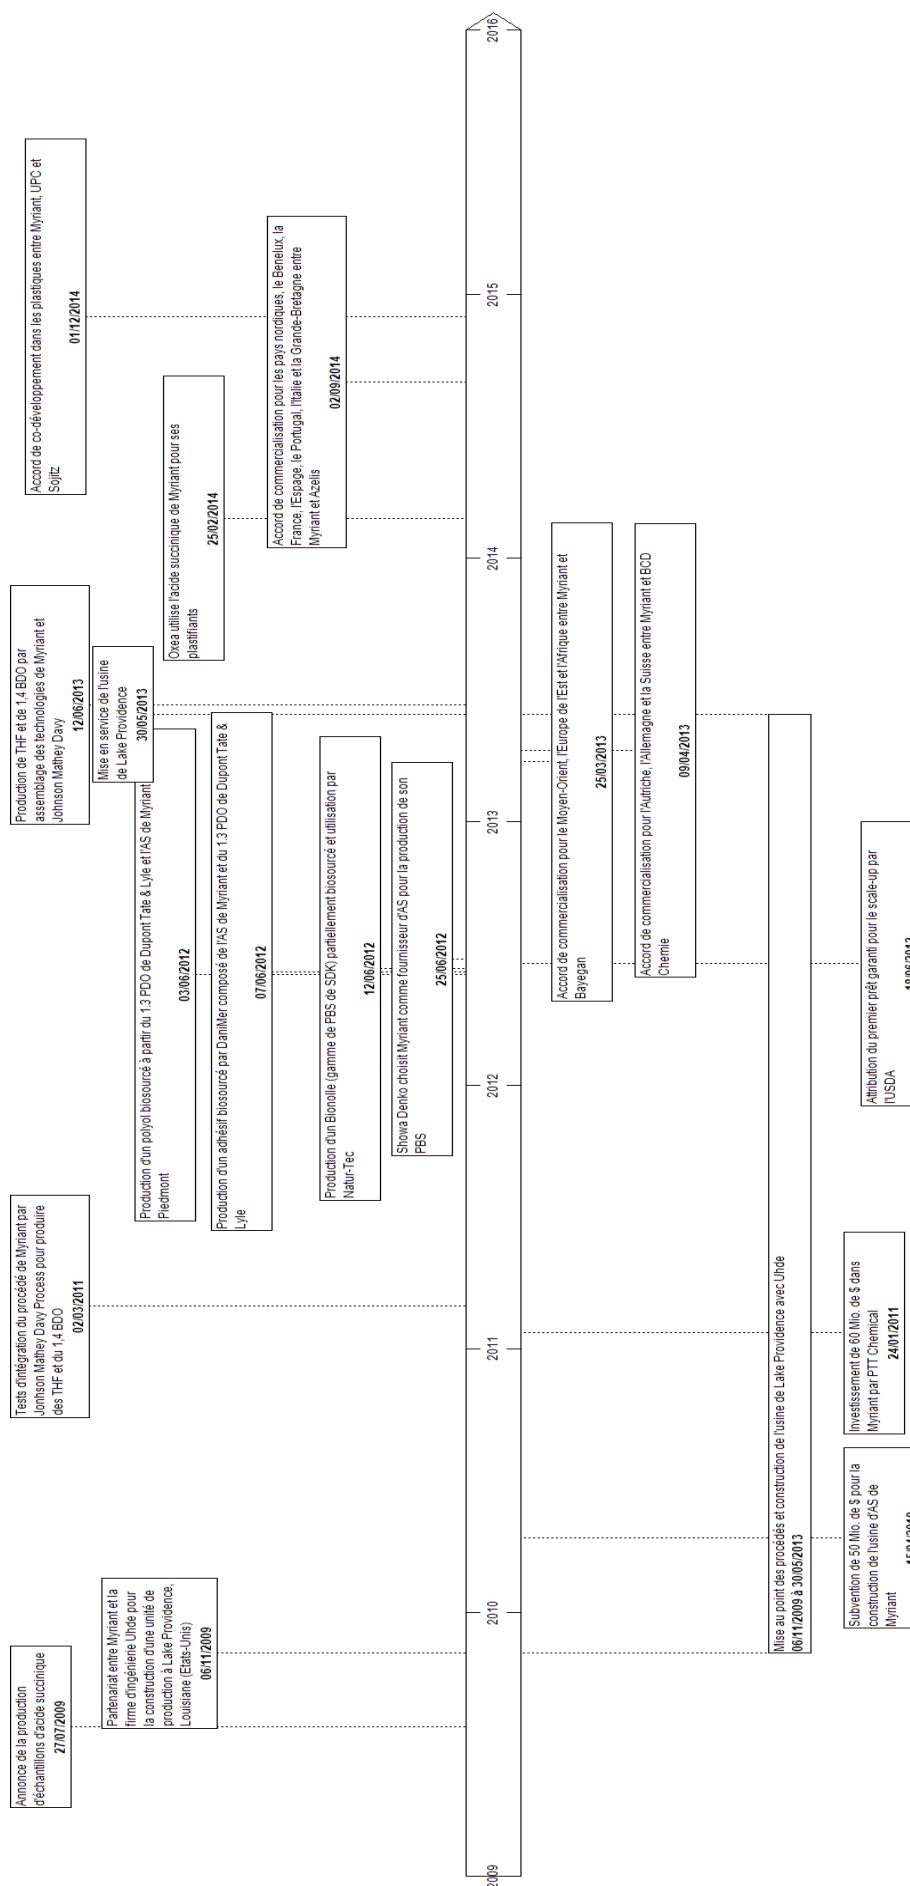 Annonce de la production
d'échantillons d'acide succinique
27/07/2009
Partenariat entre Myriant et la
firme d'ingénierie Uhde pour
la construction d'une unité de
production à Lake Providence,
Louisiane (Etats-Unis)
06/11/2009
Tests d'intégration du procédé de Myriant par
Jonhson Mathey Davy Process pour produire
des THF et du 1,4 BDO
02/03/2011
Production d'un polyol biosourcé à partir du 1.3 PDO de Dupont Tate & Lyle et l'AS de Myriant
Piedmont
03/06/2012
Production d'un adhésif biosourcé par DaniMer composé de l'AS de Myriant et du 1.3 PDO de Dupont Tate &
Lyle
07/06/2012
Production d'un Bionolle (gamme de PBS de SDK) partiellement biosourcé et utilisation par
Natur-Tec
12/06/2012
Showa Denko choisit Myriant comme fournisseur d'AS pour la production de son
PBS
25/06/2012
Production de THF et de 1,4 BDO par
assemblage des technologies de Myriant et
Johnson Mathey Davy
12/06/2013
Mise en service de l'usine
de Lake Providence
30/05/2013
Oxea utilise l'acide succinique de Myriant pour ses
plastifiants
25/02/2014
Accord de co-développement dans les plastiques entre Myriant, UPC et
Sojitz
01/12/2014
Accord de commercialisation pour les pays nordiques, le Benelux, la
France, l'Espage, le Portugal, l'Italie et la Grande-Bretagne entre
Myriant et Azelis
02/09/2014
2009
2010
2011
2012
2013
2014
2015
2016
Accord de commercialisation pour le Moyen-Orient, l'Europe de l'Est et l'Afrique entre Myriant et
Bayegan
25/03/2013
Accord de commercialisation pour l'Autriche, l'Allemagne et la Suisse entre Myriant et BCD
Chemie
09/04/2013
Mise au point des procédés et construction de l'usine de Lake Providence avec Uhde
06/11/2009 à 30/05/2013
Subvention de 50 Mio. de $ pour la
construction de l'usine d'AS de
Myriant
Investissement de 60 Mio. de $ dans
Myriant par PTT Chemical
24/01/2011
Attribution du premier prêt garanti pour le scale-up par
l'USDA